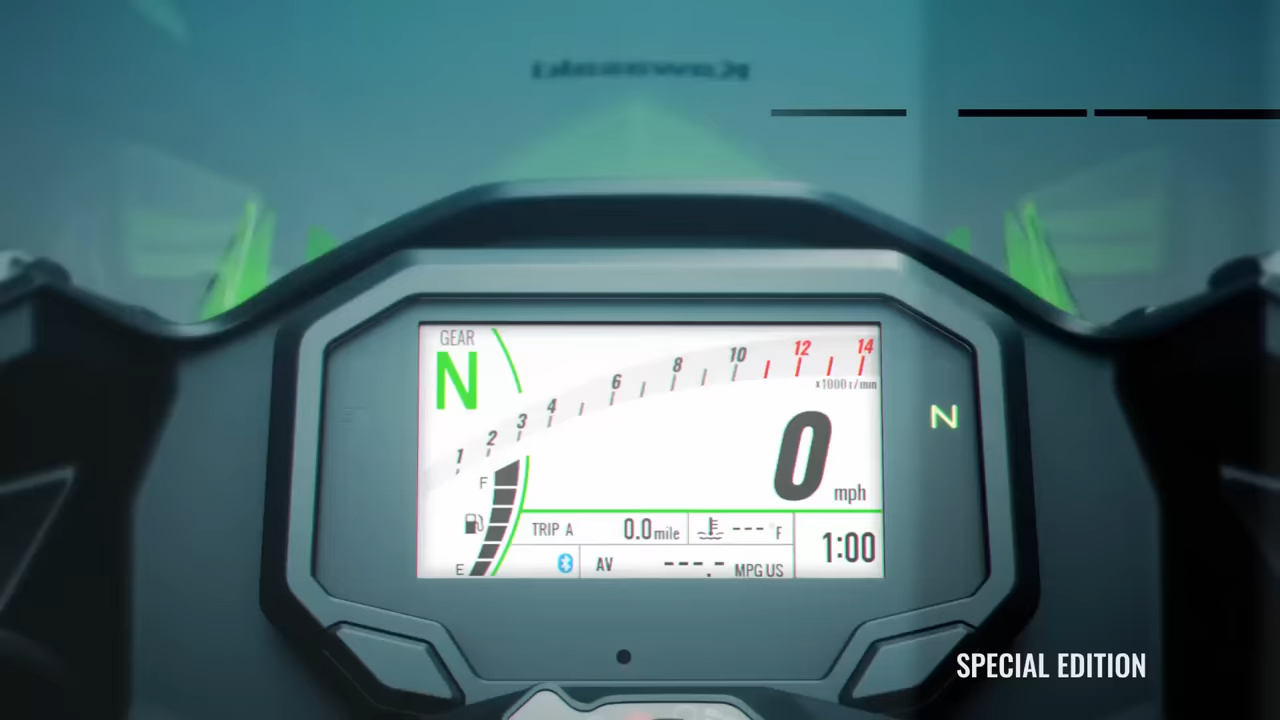 GEAR
N
1 2 3 4 6 8 10 12 14
x1000 r/min
0 mph
N
F
E
TRIP A 0.0 mile
---°F
1:00
AV ---.- MPG US
SPECIAL EDITION